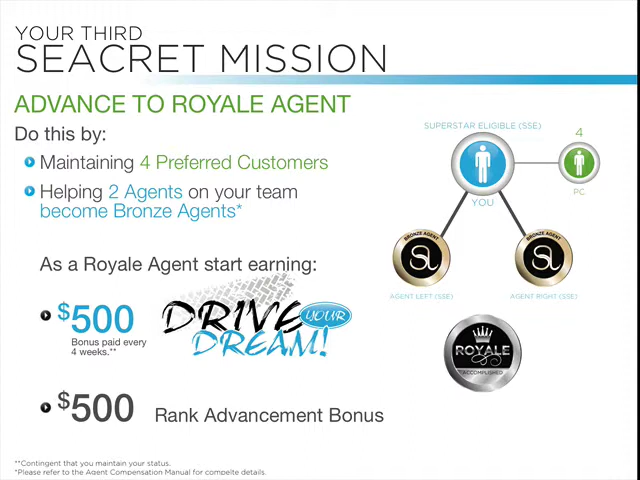 YOUR THIRD
SEACRET MISSION
ADVANCE TO ROYALE AGENT
Do this by:
Maintaining 4 Preferred Customers
Helping 2 Agents on your team
become Bronze Agents*
SUPERSTAR ELIGIBLE (SSE)
4
YOU
PC
BRONZE AGENT
BRONZE AGENT
AGENT LEFT (SSE)
AGENT RIGHT (SSE)
As a Royale Agent start earning:
$500
Bonus paid every
4 weeks.**
DRIVE YOUR
DREAM!
ROYALE
ACCOMPLISHED
$500 Rank Advancement Bonus
**Contingent that you maintain your status.
*Please refer to the Agent Compensation Manual for compelte details.